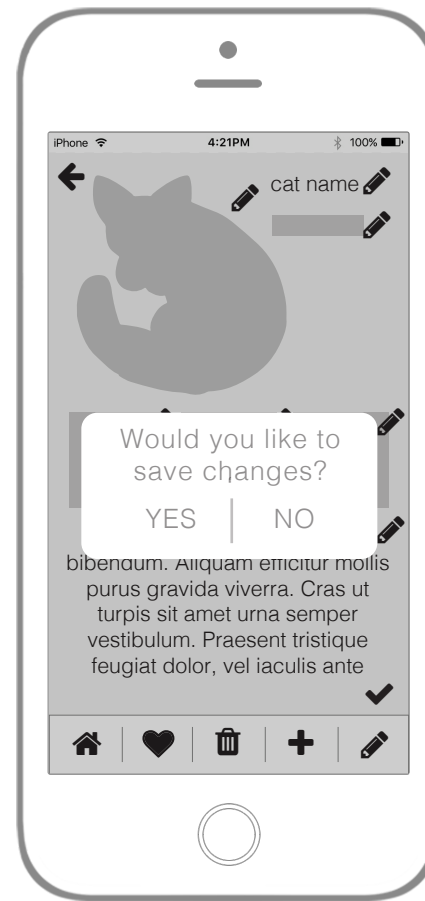 iPhone 4:21PM 100%
cat name
Would you like to
save changes?
YES NO
bibendum. Aliquam efficitur mollis
purus gravida viverra. Cras ut
turpis sit amet urna semper
vestibulum. Praesent tristique
feugiat dolor, vel iaculis ante